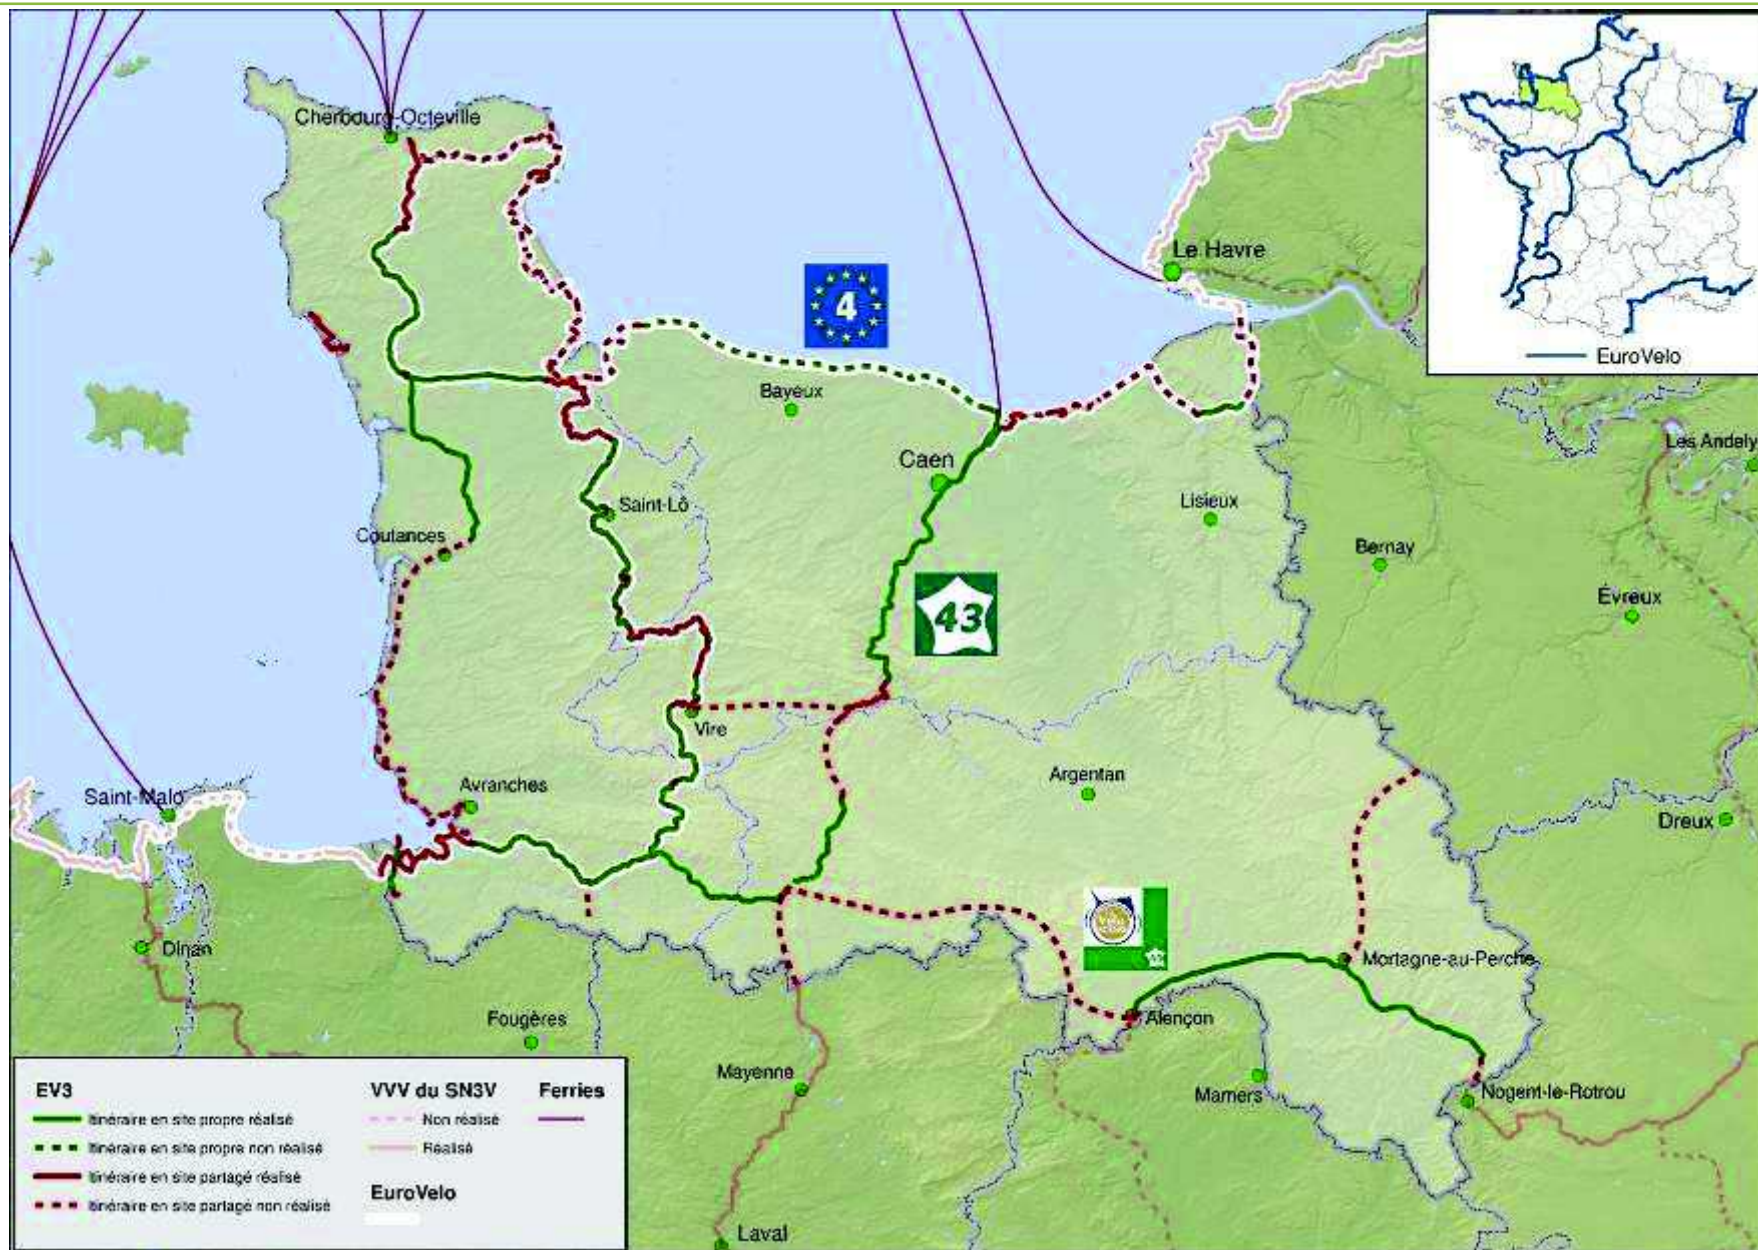 Cherbourg-Octeville
Le Havre
EuroVelo
4
Bayeux
Les Andely
Caen
Saint-Lô
Lisieux
Coutances
Bernay
Évreux
43
Vire
Avranches
Argentan
Saint-Malo
Dreux
Dinan
Mortagne-au-Perche
Fougères
Alençon
Mayenne
Mamers
Nogent-le-Rotrou
Laval
EV3
Itinéraire en site propre réalisé
Itinéraire en site propre non réalisé
Itinéraire en site partagé réalisé
Itinéraire en site partagé non réalisé
VVV du SN3V
Non réalisé
Réalisé
EuroVelo
Ferries